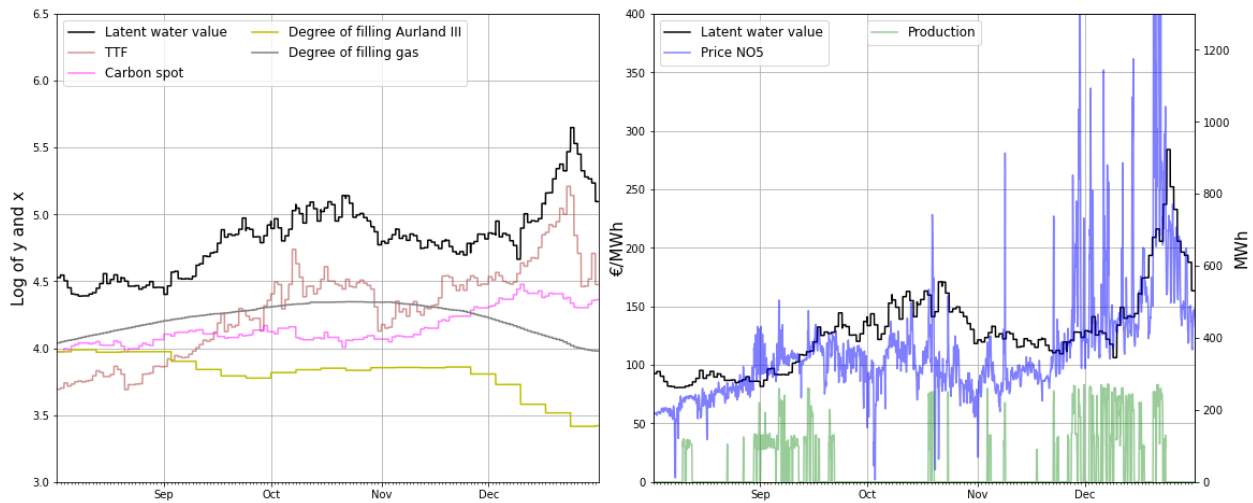 6.5
6.0
5.5
5.0
4.5
4.0
3.5
3.0
Log of y and x
Latent water value
TTF
Carbon spot
Degree of filling Aurland III
Degree of filling gas
Sep
Oct
Nov
Dec
400
350
300
250
200
150
100
50
0
€/MWh
Latent water value
Price NO5
Production
1200
1000
800
600
400
200
0
MWh
Sep
Oct
Nov
Dec